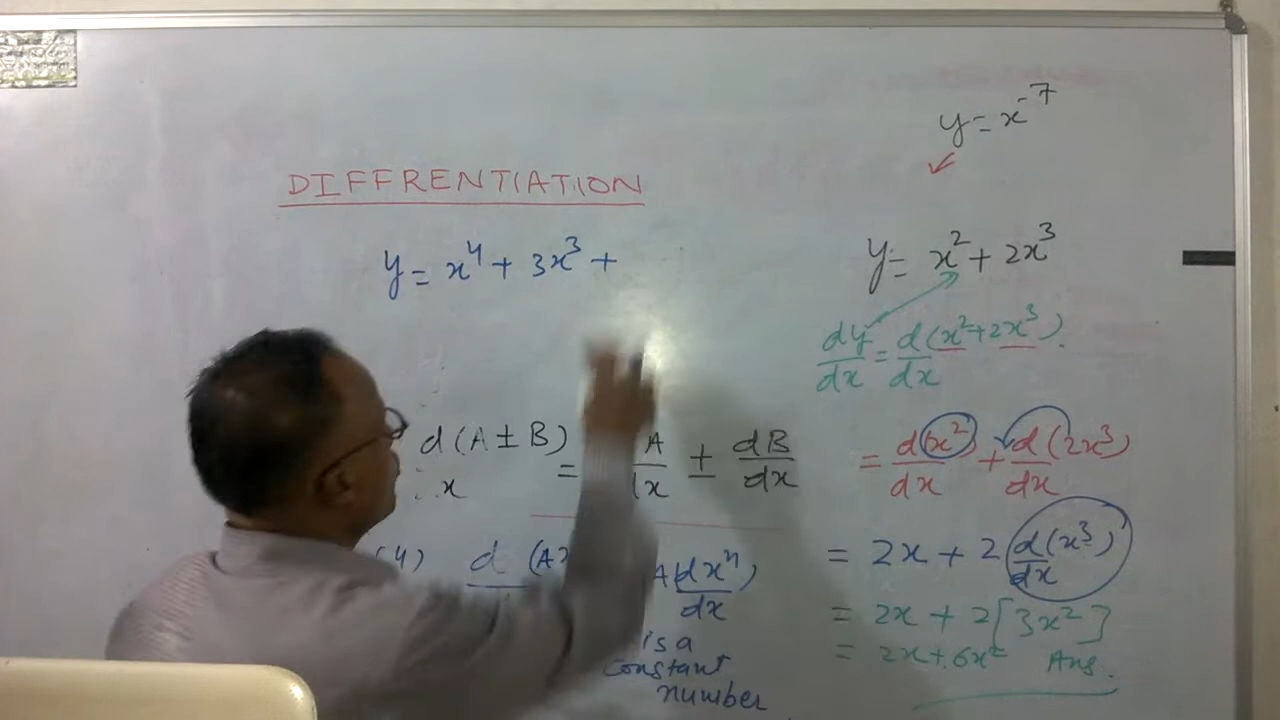 DIFFRENTIATION
y = x⁴ + 3x³ +
d(A ± B)
x
= A/dx ± dB/dx
(4) d (A
A(dxⁿ/dx)
is a
constant
number
y = x⁻⁷
y = x² + 2x³
dy/dx = d/dx (x² + 2x³).
= d(x²)/dx + d(2x³)/dx
= 2x + 2 d(x³)/dx
= 2x + 2[3x²]
= 2x + 6x² Ans.